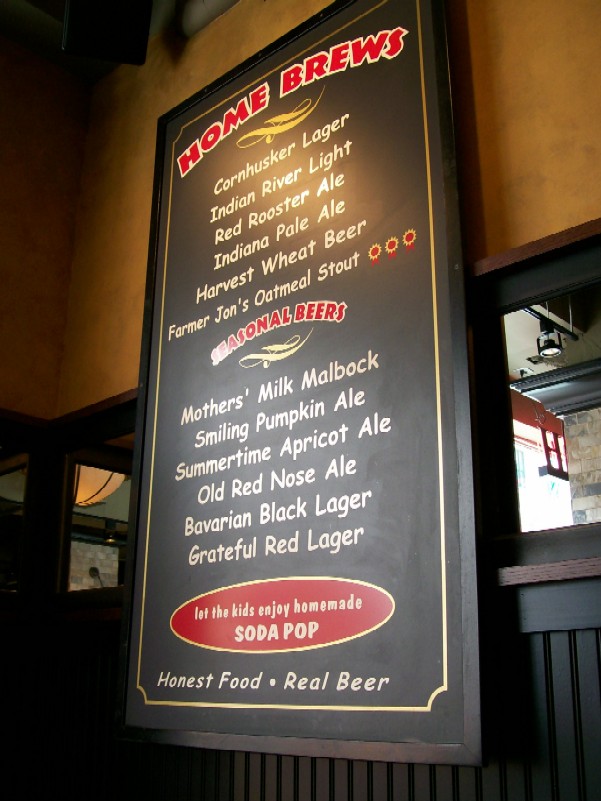 HOME BREWS
Cornhusker Lager
Indian River Light
Red Rooster Ale
Indiana Pale Ale
Harvest Wheat Beer
Farmer Jon's Oatmeal Stout
SEASONAL BEERS
Mothers' Milk Malbock
Smiling Pumpkin Ale
Summertime Apricot Ale
Old Red Nose Ale
Bavarian Black Lager
Grateful Red Lager
let the kids enjoy homemade
SODA POP
Honest Food • Real Beer